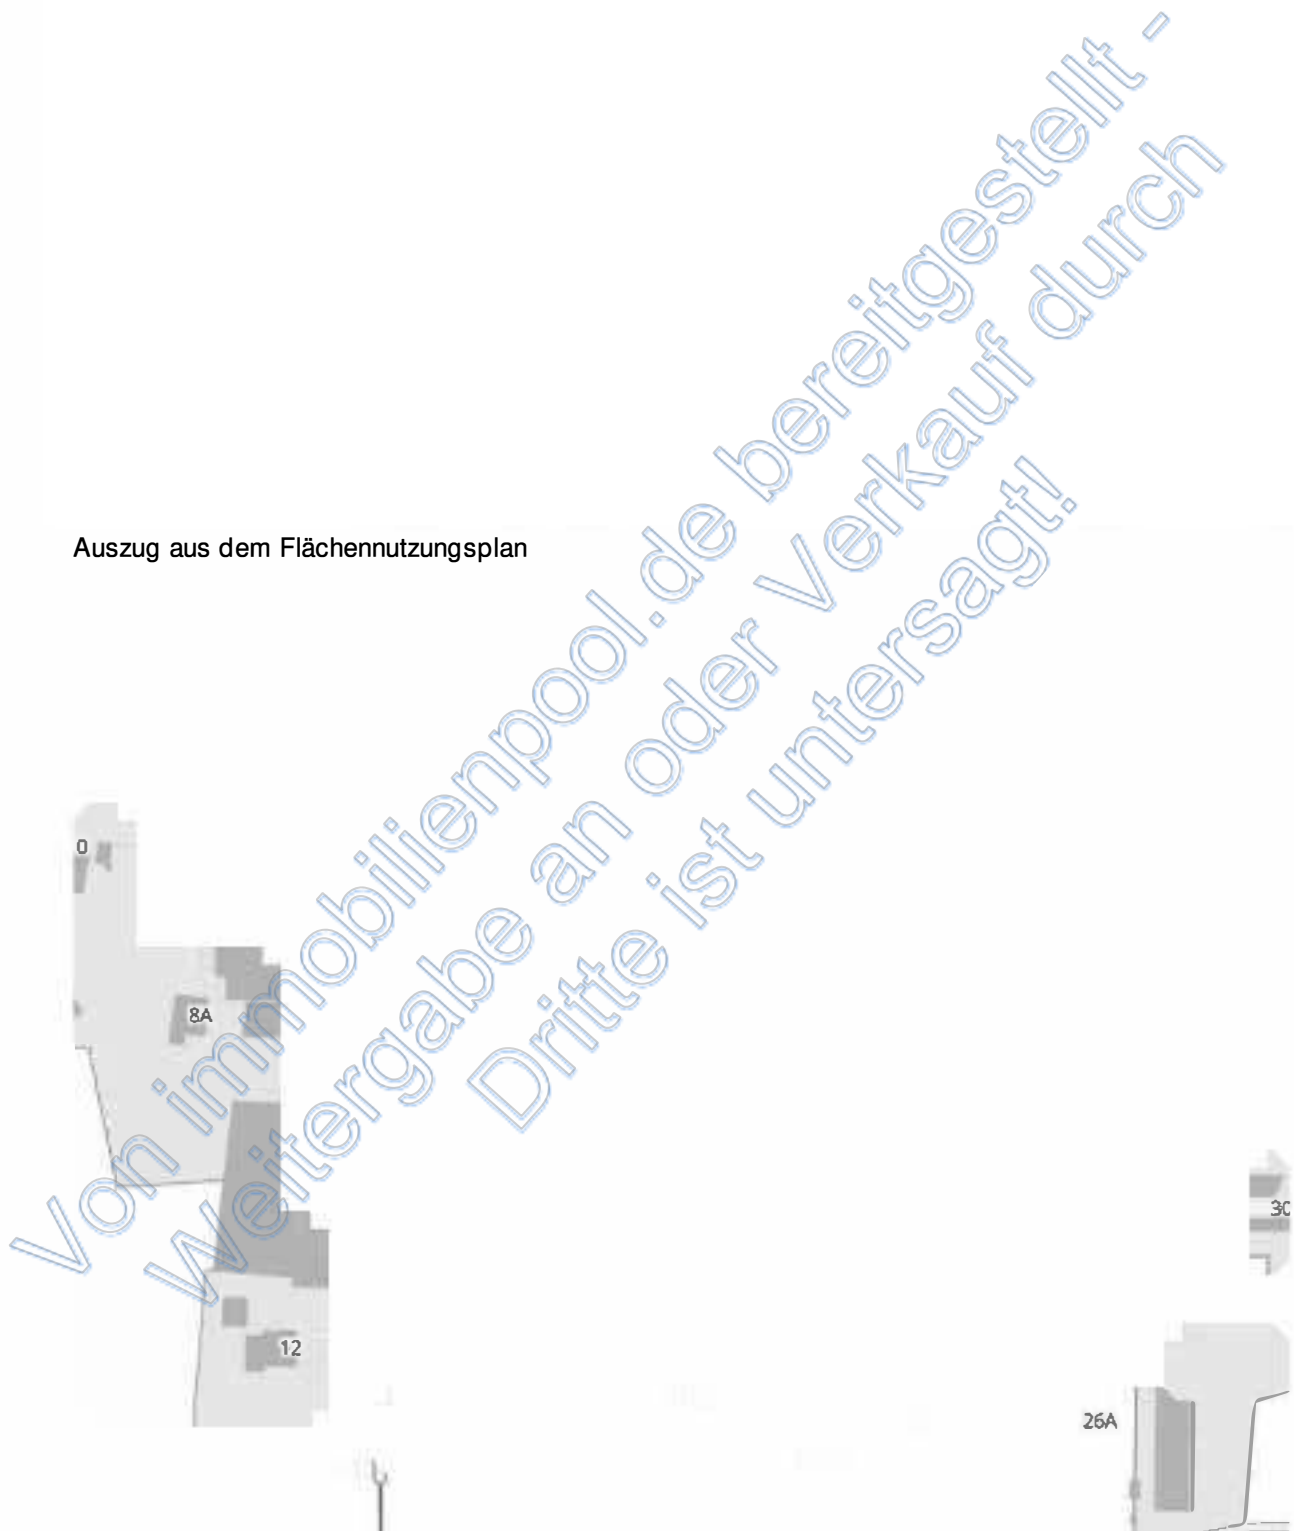 Auszug aus dem Flächennutzungsplan
Von immobilienpool.de bereitgestellt -
Weitergabe an oder Verkauf durch
Dritte ist untersagt!
0
8A
12
30
26A